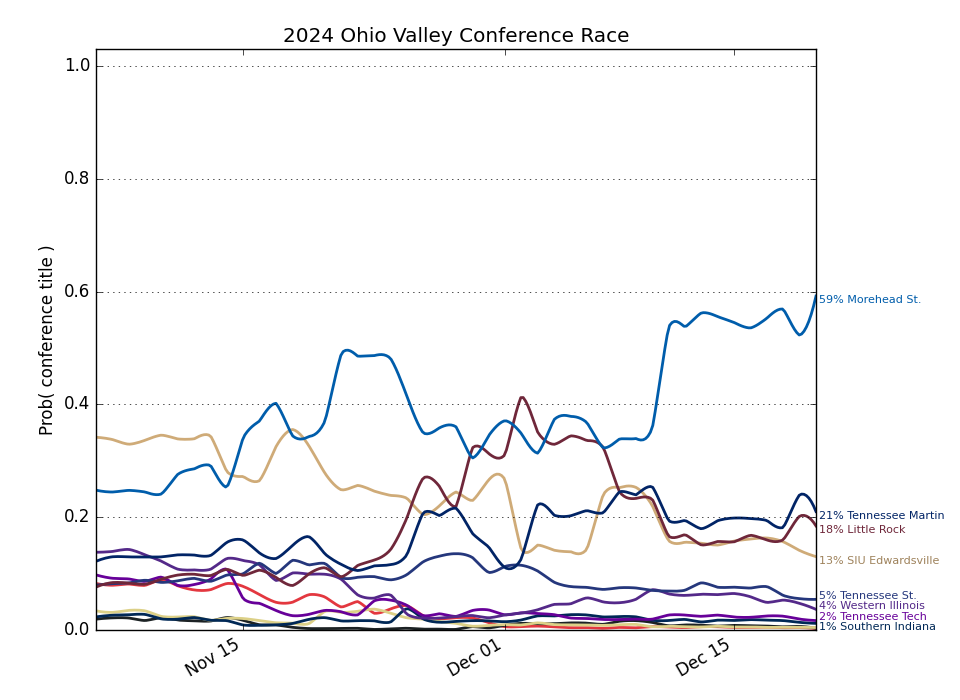 2024 Ohio Valley Conference Race
1.0
0.8
0.6
0.4
0.2
0.0
Prob( conference title )
59% Morehead St.
21% Tennessee Martin
18% Little Rock
13% SIU Edwardsville
5% Tennessee St.
4% Western Illinois
2% Tennessee Tech
1% Southern Indiana
Nov 15
Dec 01
Dec 15